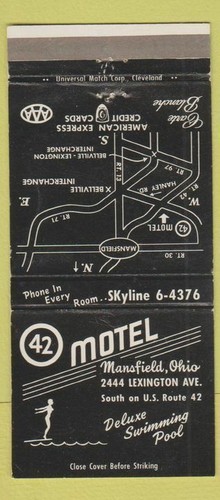 Universal Match Corp., Cleveland
AAA
AMERICAN EXPRESS
CREDIT CARDS
Carte
Blanche
S.
BELLVILLE - LEXINGTON
INTERCHANGE
RT. 13
RT. 97
HANLEY RD.
W.
X BELLVILLE
INTERCHANGE
42
MOTEL
E.
RT. 71
MANSFIELD
RT. 30
N.
Phone In
Every Room...SKyline 6-4376
42 MOTEL
Mansfield, Ohio
2444 LEXINGTON AVE.
South on U.S. Route 42
Deluxe
Swimming
Pool
Close Cover Before Striking